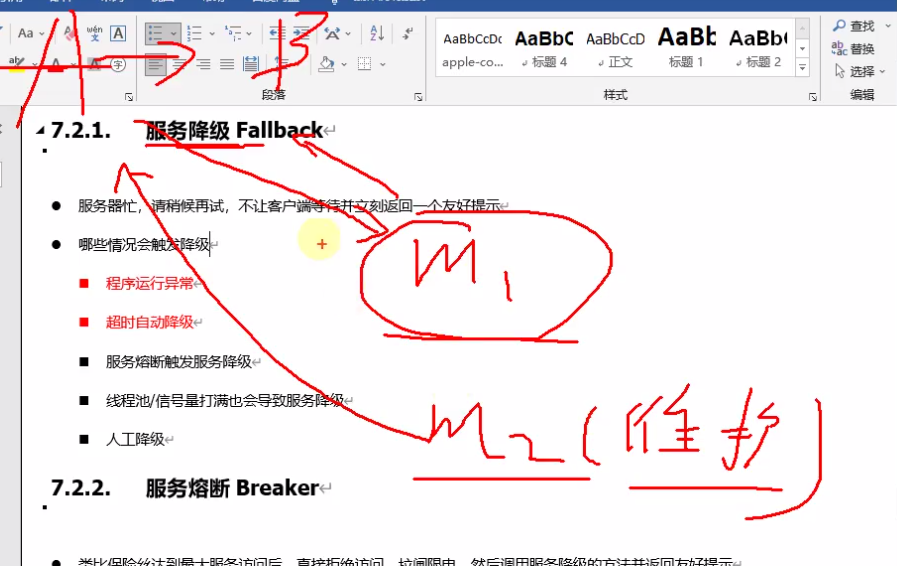 Aa
wén
文
A
A
B
AaBbCcDc AaBbC AaBbCcD AaBb AaBb(
apple-co... 标题 4 正文 标题 1 标题 2
查找
替换
选择
段落 样式 编辑
7.2.1. 服务降级 Fallback
服务器忙，请稍候再试，不让客户端等待并立刻返回一个友好提示
哪些情况会触发降级
M1
程序运行异常
超时自动降级
服务熔断触发服务降级
线程池/信号量打满也会导致服务降级
M2
人工降级
7.2.2. 服务熔断 Breaker
类比保险丝达到最大服务访问后，直接拒绝访问，拉闸限电，然后调用服务降级的方法并返回友好提示